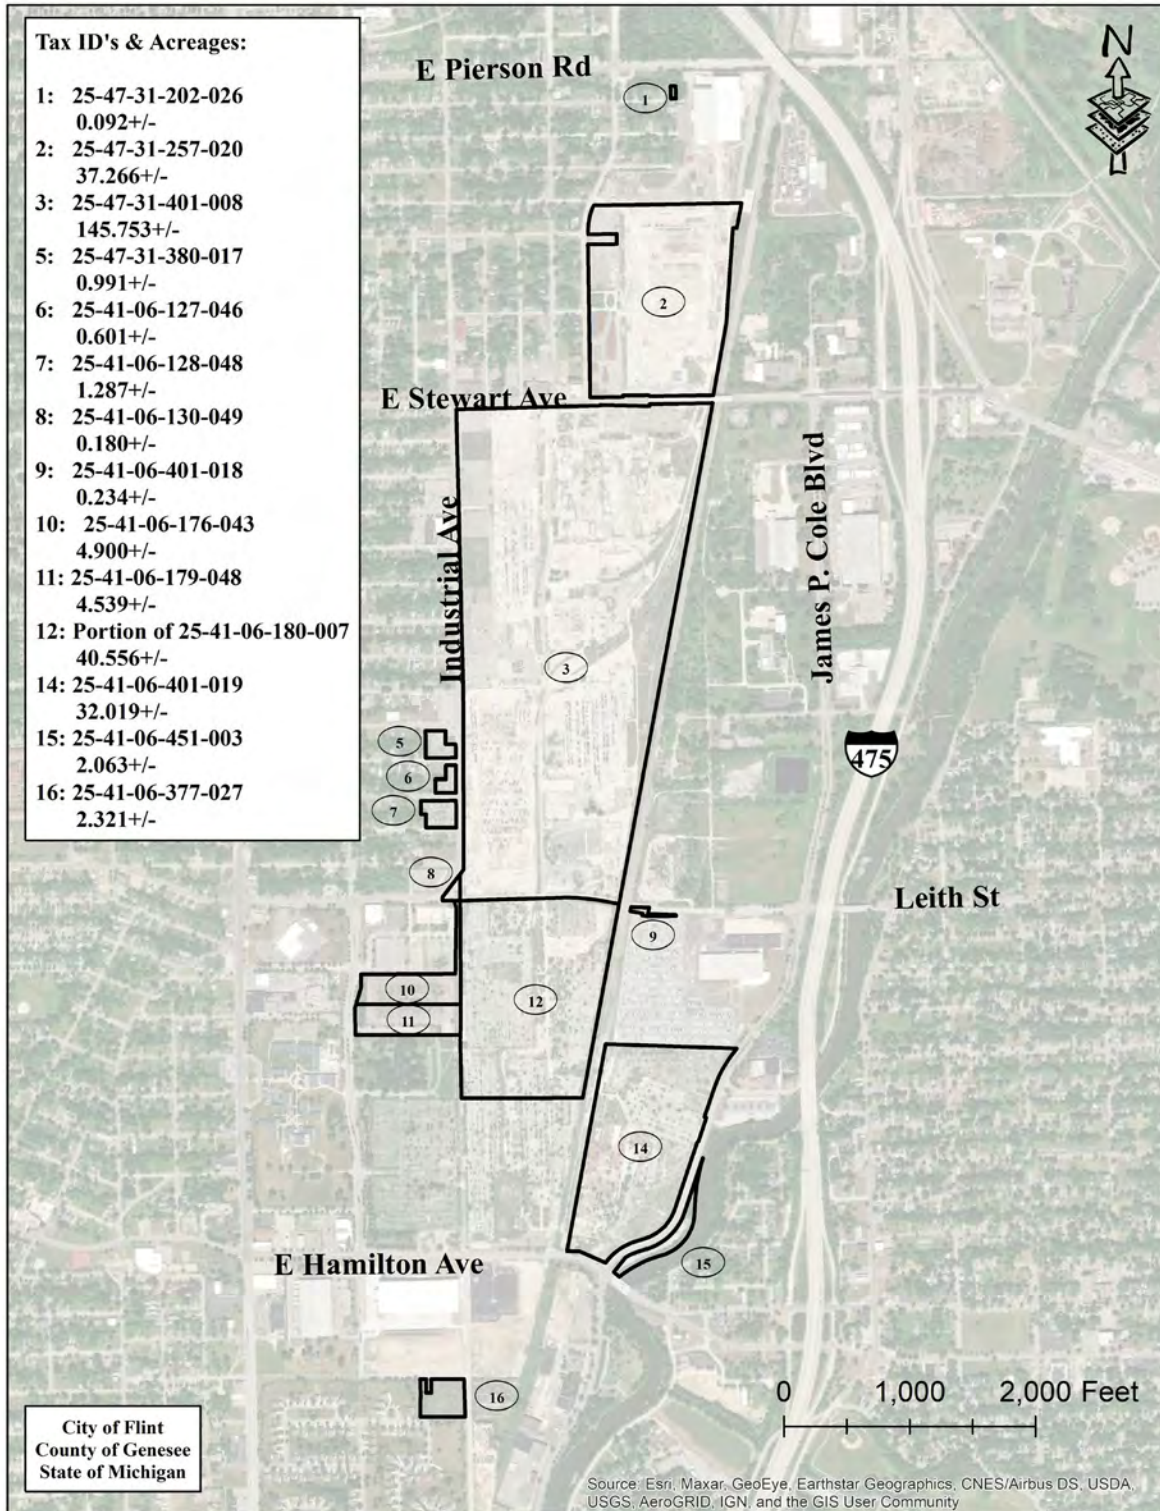 Tax ID's & Acreages:
1: 25-47-31-202-026
0.092+/-
2: 25-47-31-257-020
37.266+/-
3: 25-47-31-401-008
145.753+/-
5: 25-47-31-380-017
0.991+/-
6: 25-41-06-127-046
0.601+/-
7: 25-41-06-128-048
1.287+/-
8: 25-41-06-130-049
0.180+/-
9: 25-41-06-401-018
0.234+/-
10: 25-41-06-176-043
4.900+/-
11: 25-41-06-179-048
4.539+/-
12: Portion of 25-41-06-180-007
40.556+/-
14: 25-41-06-401-019
32.019+/-
15: 25-41-06-451-003
2.063+/-
16: 25-41-06-377-027
2.321+/-
E Pierson Rd
N
1
2
E Stewart Ave
Industrial Ave
James P. Cole Blvd
3
5
6
7
475
8
Leith St
9
10
11
12
14
15
E Hamilton Ave
16
0 1,000 2,000 Feet
City of Flint
County of Genesee
State of Michigan
Source: Esri, Maxar, GeoEye, Earthstar Geographics, CNES/Airbus DS, USDA,
USGS, AeroGRID, IGN, and the GIS User Community